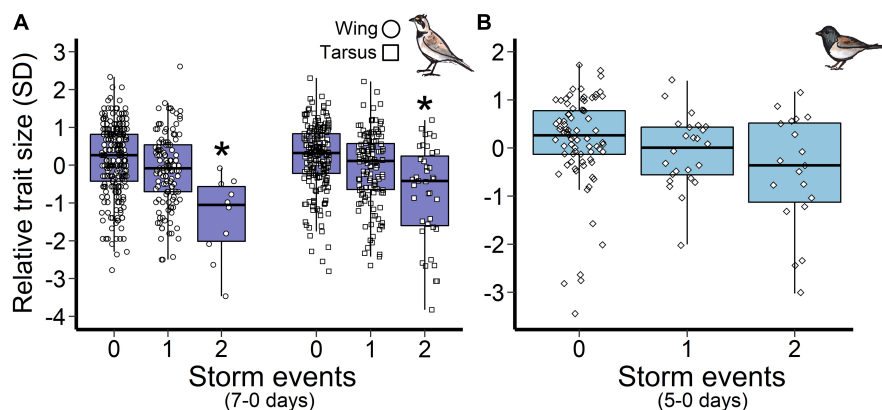 A
Wing
Tarsus
Relative trait size (SD)
3
2
1
0
-1
-2
-3
-4
*
*
0 1 2 0 1 2
Storm events
(7-0 days)
B
2
1
0
-1
-2
-3
0 1 2
Storm events
(5-0 days)